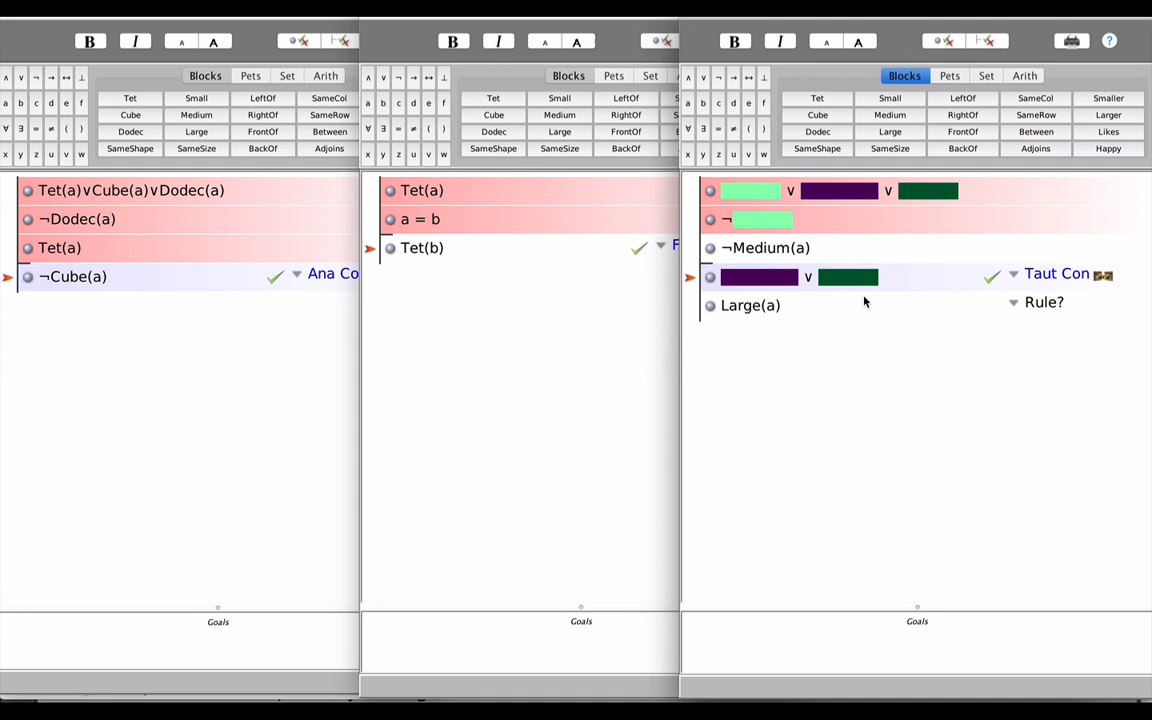 B I A A
B I A A
B I A A ?
∧ ∨ ¬ → ↔ ⊥
a b c d e f
∀ ∃ = ≠ ( )
x y z u v w
Blocks Pets Set Arith
Tet Small LeftOf SameCol
Cube Medium RightOf SameRow
Dodec Large FrontOf Between
SameShape SameSize BackOf Adjoins
Tet(a)∨Cube(a)∨Dodec(a)
¬Dodec(a)
Tet(a)
¬Cube(a) Ana Co
Goals
∧ ∨ ¬ → ↔ ⊥
a b c d e f
∀ ∃ = ≠ ( )
x y z u v w
Blocks Pets Set
Tet Small LeftOf
Cube Medium RightOf
Dodec Large FrontOf
SameShape SameSize BackOf
Tet(a)
a = b
Tet(b) F
Goals
∧ ∨ ¬ → ↔ ⊥
a b c d e f
∀ ∃ = ≠ ( )
x y z u v w
Blocks Pets Set Arith
Tet Small LeftOf SameCol Smaller
Cube Medium RightOf SameRow Larger
Dodec Large FrontOf Between Likes
SameShape SameSize BackOf Adjoins Happy
∨ ∨
¬
¬Medium(a)
∨ Taut Con
Large(a) Rule?
Goals